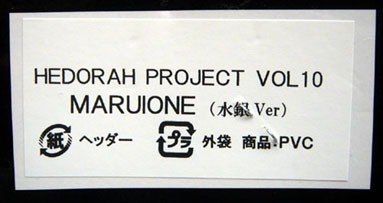 HEDORAH PROJECT VOL10
MARUIONE (水銀Ver)
紙 ヘッダー プラ 外袋 商品:PVC